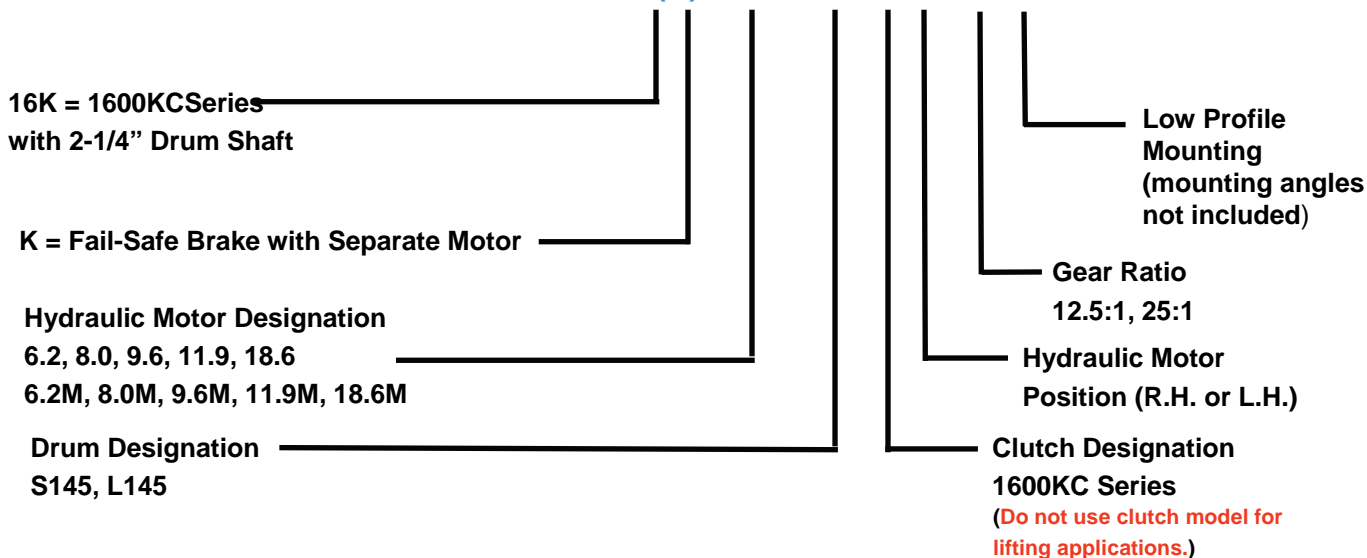 16K = 1600KCSeries
with 2-1/4” Drum Shaft
K = Fail-Safe Brake with Separate Motor
Hydraulic Motor Designation
6.2, 8.0, 9.6, 11.9, 18.6
6.2M, 8.0M, 9.6M, 11.9M, 18.6M
Drum Designation
S145, L145
Low Profile
Mounting
(mounting angles
not included)
Gear Ratio
12.5:1, 25:1
Hydraulic Motor
Position (R.H. or L.H.)
Clutch Designation
1600KC Series
(Do not use clutch model for
lifting applications.)